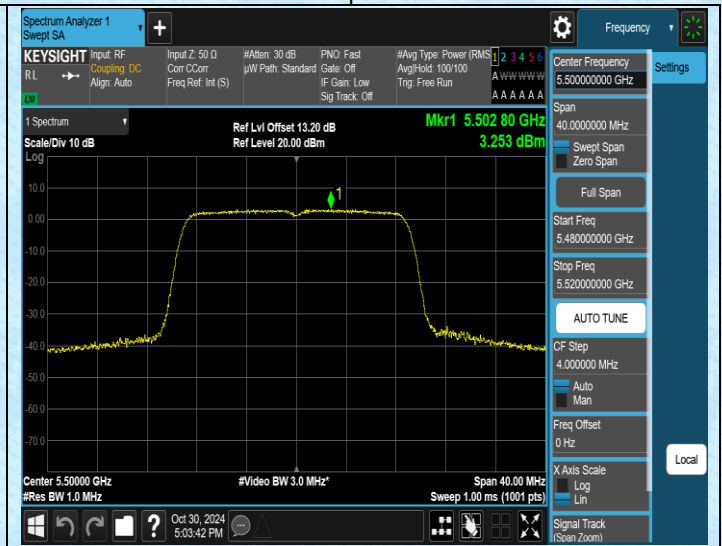 Spectrum Analyzer 1
Swept SA
+
Frequency
KEYSIGHT
RL
Input: RF
Coupling: DC
Align: Auto
Input Z: 50 Ω
Corr CCorr
Freq Ref: Int (S)
#Atten: 30 dB
µW Path: Standard
PNO: Fast
Gate: Off
IF Gain: Low
Sig Track: Off
#Avg Type: Power (RMS
Avg|Hold: 100/100
Trig: Free Run
1 2 3 4 5 6
A W W W W W
A A A A A A
1 Spectrum
Scale/Div 10 dB
Log
Ref Lvl Offset 13.20 dB
Ref Level 20.00 dBm
Mkr1 5.502 80 GHz
3.253 dBm
1
10.0
0.00
-10.0
-20.0
-30.0
-40.0
-50.0
-60.0
-70.0
Center 5.50000 GHz
#Res BW 1.0 MHz
#Video BW 3.0 MHz*
Span 40.00 MHz
Sweep 1.00 ms (1001 pts)
?
Oct 30, 2024
5:03:42 PM
Center Frequency
5.500000000 GHz
Span
40.0000000 MHz
Swept Span
Zero Span
Full Span
Start Freq
5.480000000 GHz
Stop Freq
5.520000000 GHz
AUTO TUNE
CF Step
4.000000 MHz
Auto
Man
Freq Offset
0 Hz
X Axis Scale
Log
Lin
Signal Track
(Span Zoom)
Settings
Local